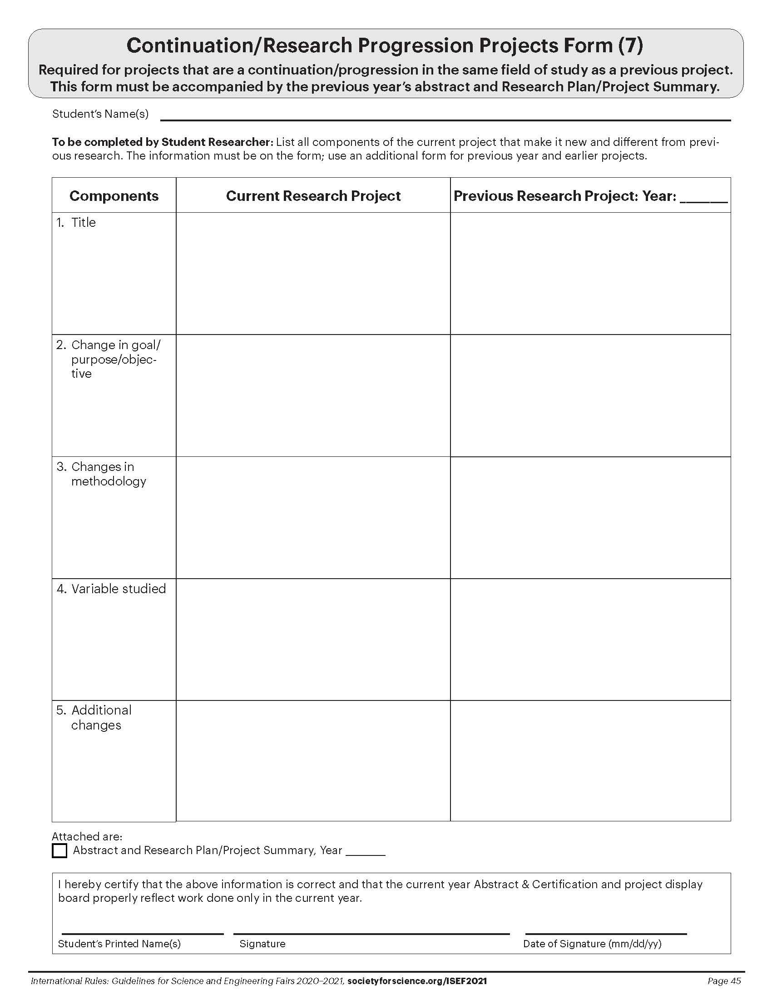 Continuation/Research Progression Projects Form (7)
Required for projects that are a continuation/progression in the same field of study as a previous project.
This form must be accompanied by the previous year’s abstract and Research Plan/Project Summary.
Student’s Name(s)
To be completed by Student Researcher: List all components of the current project that make it new and different from previ-
ous research. The information must be on the form; use an additional form for previous year and earlier projects.
Components
Current Research Project
Previous Research Project: Year: ______
1. Title
2. Change in goal/
purpose/objec-
tive
3. Changes in
methodology
4. Variable studied
5. Additional
changes
Attached are:
Abstract and Research Plan/Project Summary, Year ______
I hereby certify that the above information is correct and that the current year Abstract & Certification and project display
board properly reflect work done only in the current year.
Student’s Printed Name(s)
Signature
Date of Signature (mm/dd/yy)
International Rules: Guidelines for Science and Engineering Fairs 2020–2021, societyforscience.org/ISEF2021
Page 45